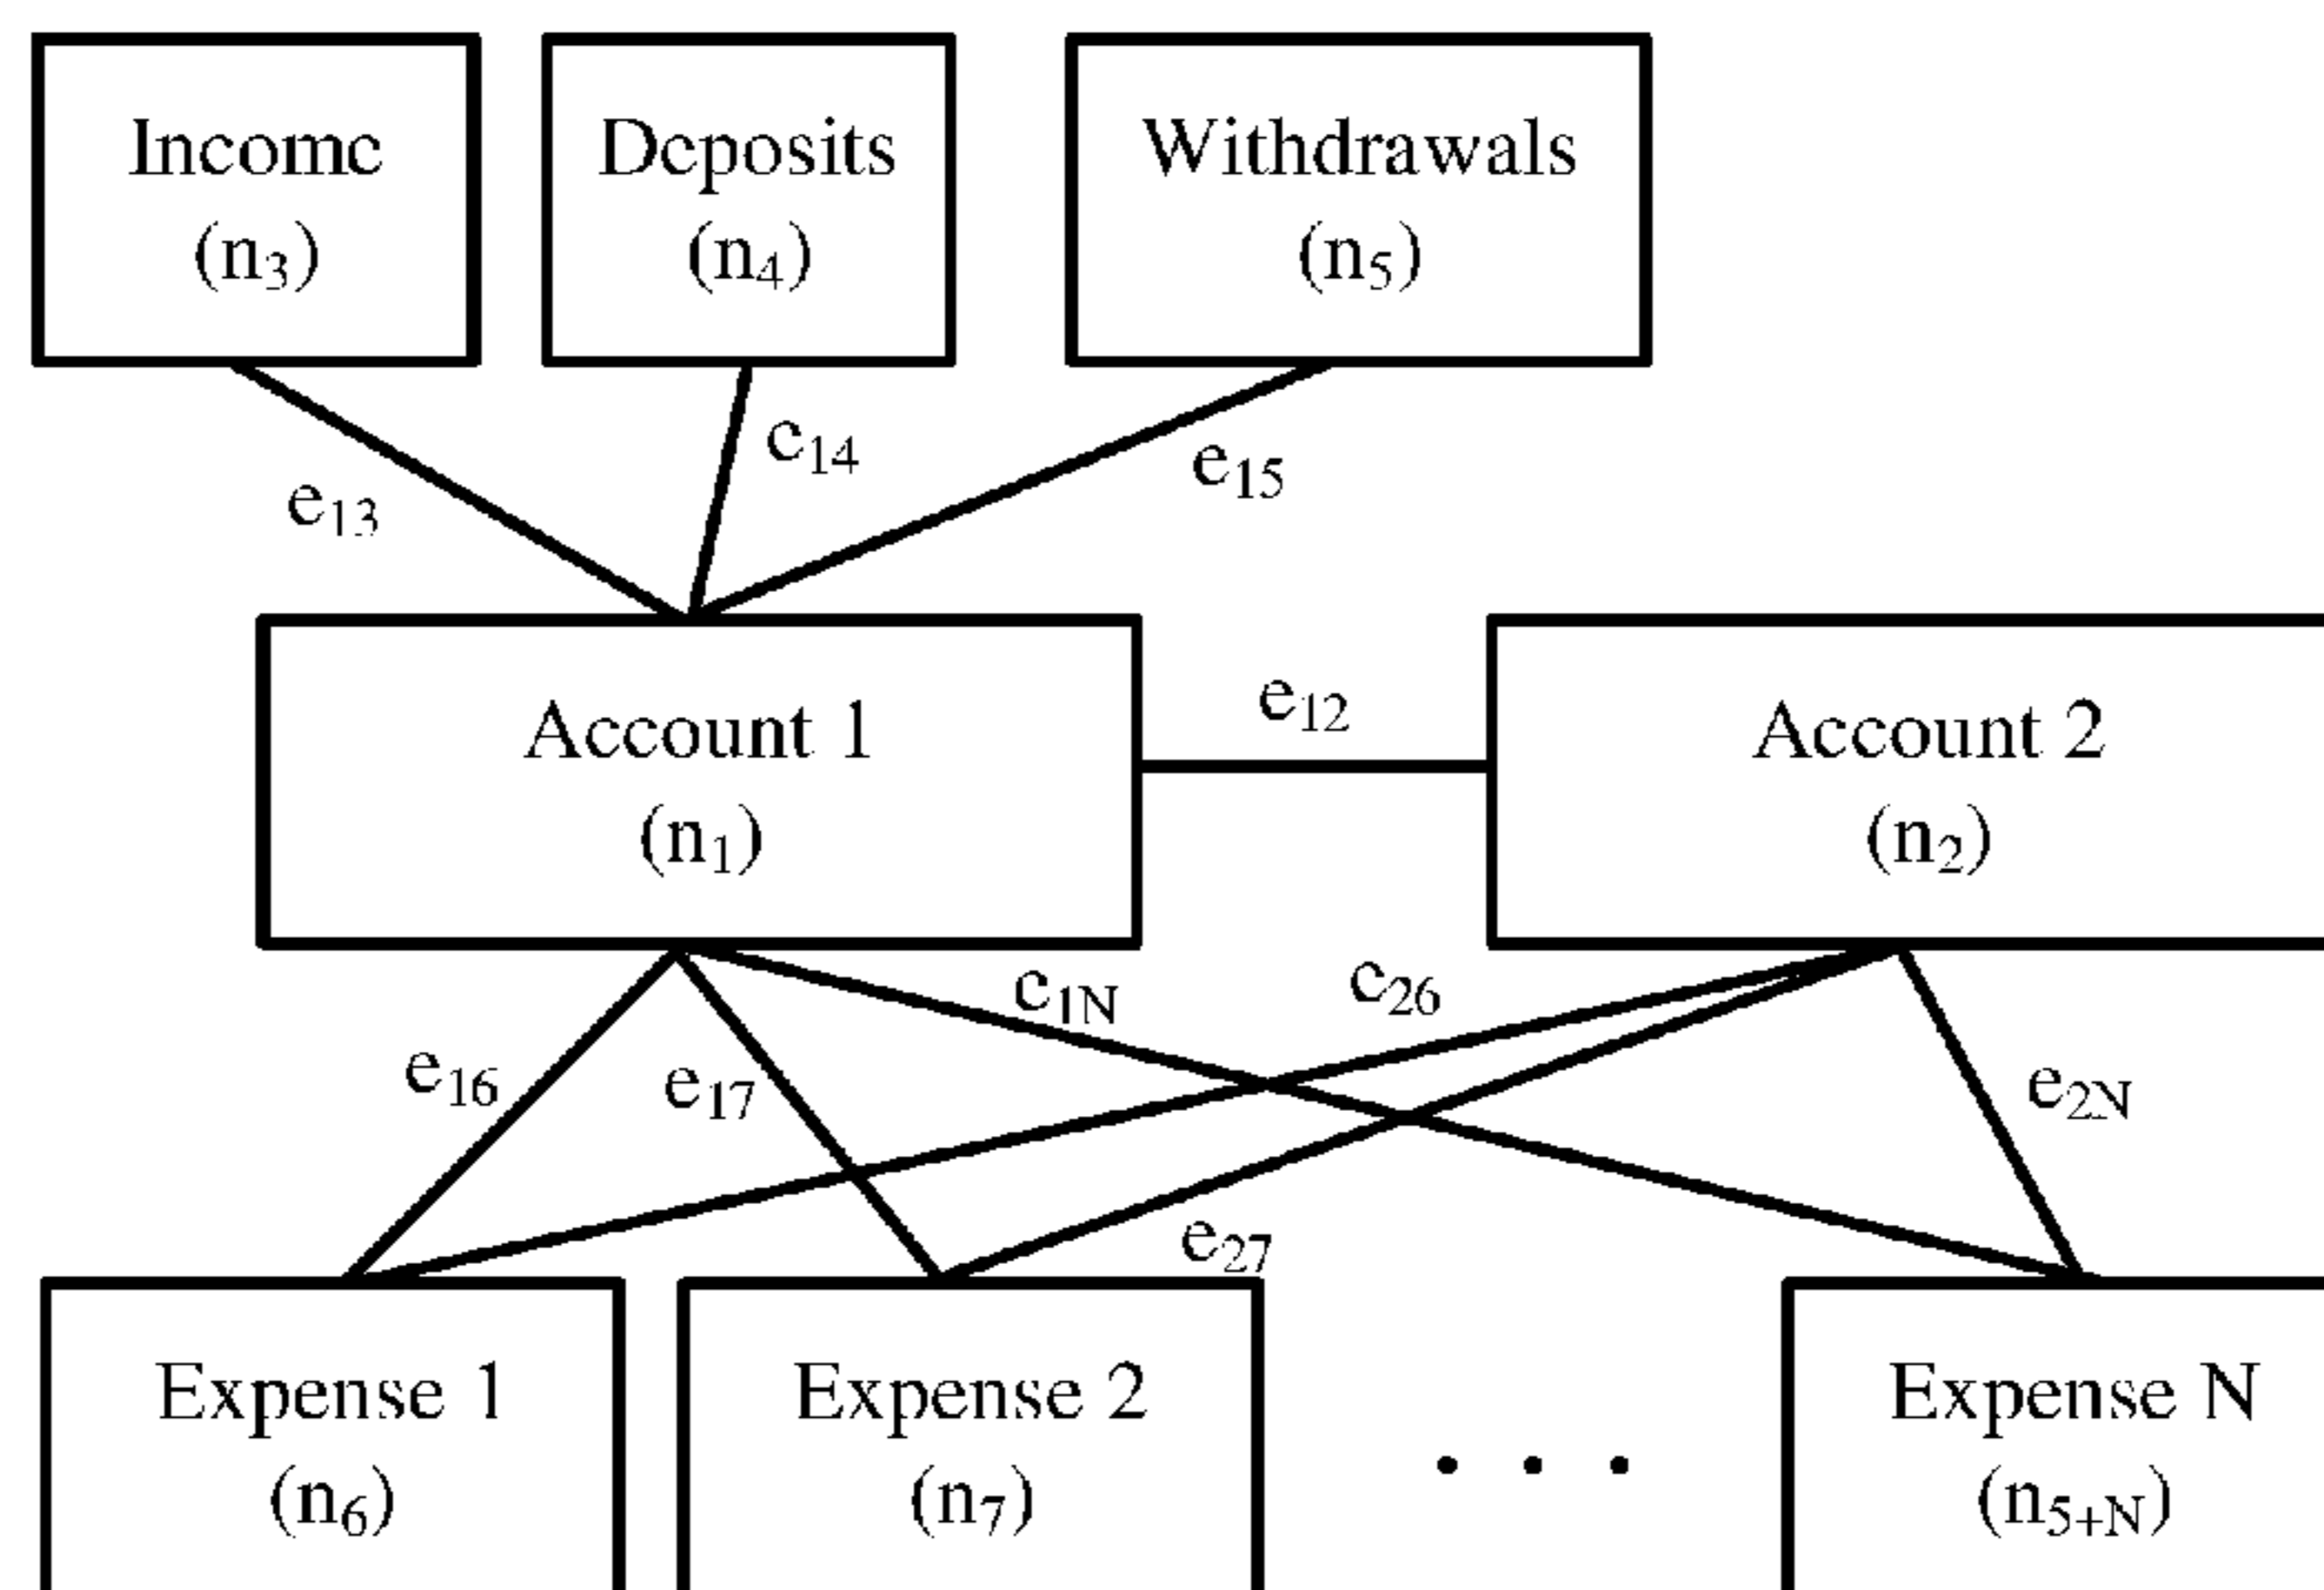 Income
(n₃)
Deposits
(n₄)
Withdrawals
(n₅)
e₁₃
e₁₄
e₁₅
Account 1
(n₁)
e₁₂
Account 2
(n₂)
e₁₆
e₁₇
e₁N
e₂₆
e₂₇
e₂N
Expense 1
(n₆)
Expense 2
(n₇)
. . .
Expense N
(n₅₊N)